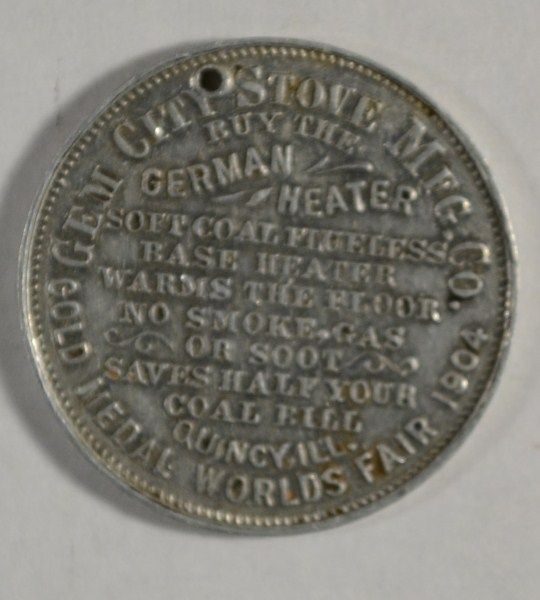 GEM CITY STOVE MFG. CO.
BUY THE
GERMAN
HEATER
SOFT COAL FLUELESS
BASE HEATER
WARMS THE FLOOR
NO SMOKE, GAS
OR SOOT
SAVES HALF YOUR
COAL BILL
QUINCY, ILL.
GOLD MEDAL WORLDS FAIR 1904